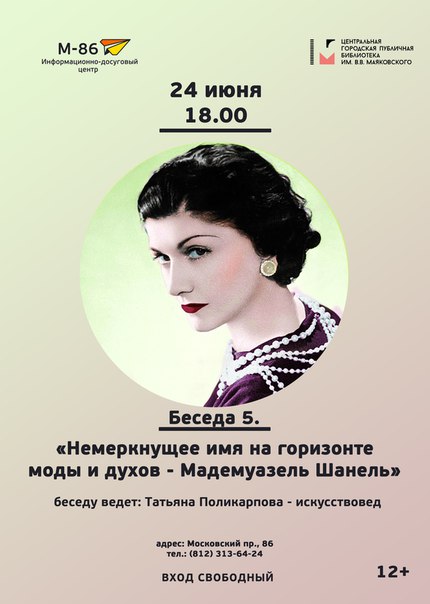 М-86
Информационно-досуговый
центр
ЦЕНТРАЛЬНАЯ
ГОРОДСКАЯ ПУБЛИЧНАЯ
БИБЛИОТЕКА
ИМ. В.В. МАЯКОВСКОГО
24 июня
18.00
Беседа 5.
«Немеркнущее имя на горизонте
моды и духов - Мадемуазель Шанель»
беседу ведет: Татьяна Поликарпова - искусствовед
адрес: Московский пр., 86
тел.: (812) 313-64-24
ВХОД СВОБОДНЫЙ
12+